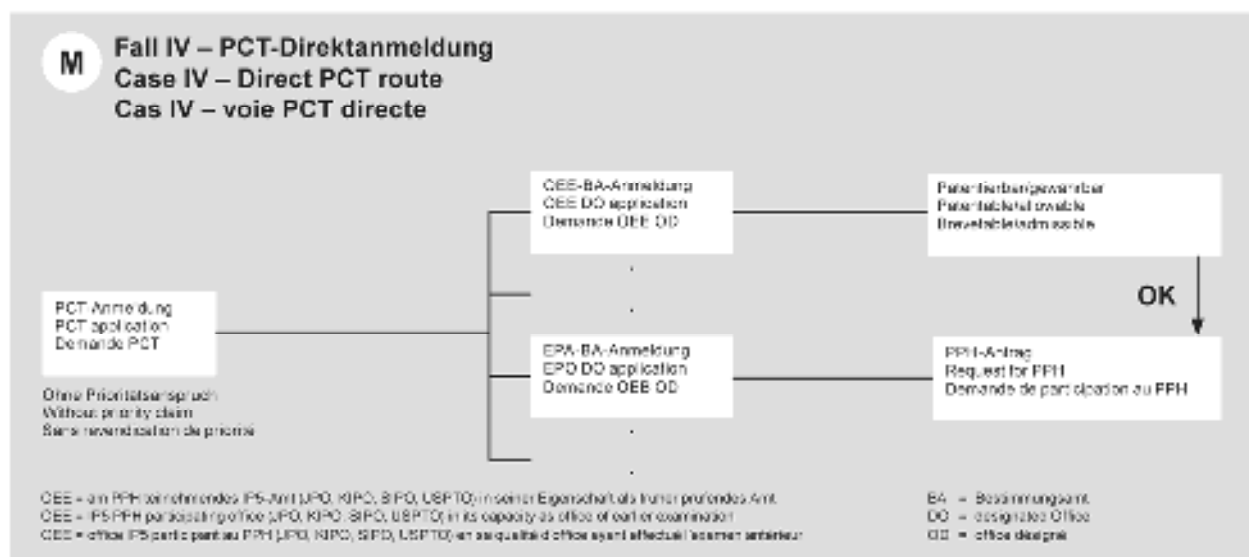 M
Fall IV – PCT-Direktanmeldung
Case IV – Direct PCT route
Cas IV – voie PCT directe
OEE-BA-Anmeldung
OEE DO application
Demande OEE OD
Patentierbar/gewährbar
Patentable/allowable
Brevetable/admissible
OK
PCT-Anmeldung
PCT application
Demande PCT
EPA-BA-Anmeldung
EPO DO application
Demande OEB OD
PPH-Antrag
Request for PPH
Demande de participation au PPH
Ohne Prioritätsanspruch
Without priority claim
Sans revendication de priorité
OEE = am PPH teilnehmendes IP5-Amt (JPO, KIPO, SIPO, USPTO) in seiner Eigenschaft als früher prüfendes Amt
OEE = IP5 PPH participating office (JPO, KIPO, SIPO, USPTO) in its capacity as office of earlier examination
OEE = office IP5 participant au PPH (JPO, KIPO, SIPO, USPTO) en sa qualité d'office ayant effectué l'examen antérieur
BA = Bestimmungsamt
DO = designated Office
OD = office désigné